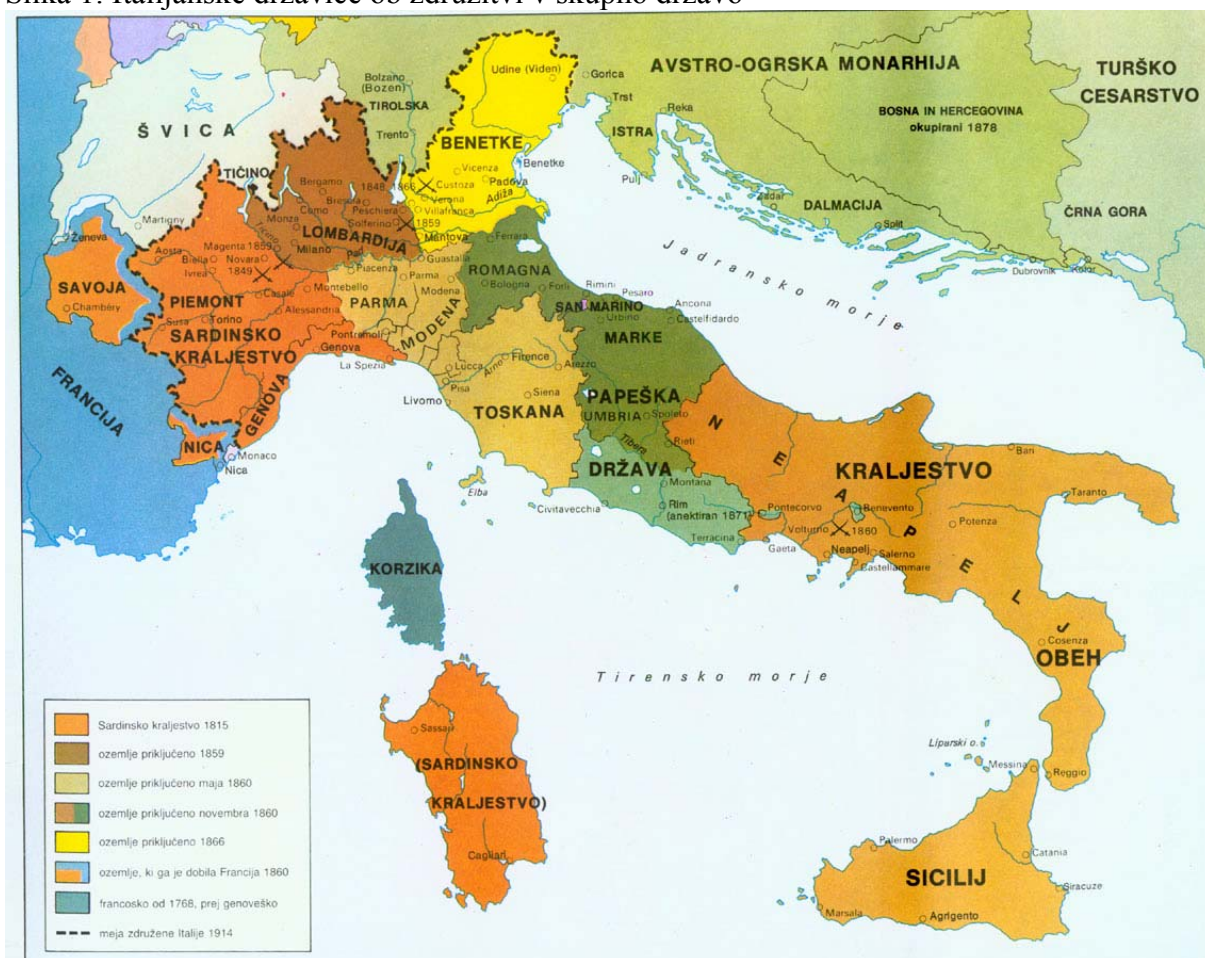 Slika 1: Italijanske državice ob združitvi v skupno državo
ŠVICA
TIČINO
Martigny
Ženeva
SAVOJA
Chambéry
FRANCIJA
Bolzano
(Bozen)
TIROLSKA
Trento
Udine (Viden)
Gorica
Trst
Reka
ISTRA
Pulj
AVSTRO-OGRSKA MONARHIJA
BOSNA IN HERCEGOVINA
okupirani 1878
TURŠKO
CESARSTVO
ČRNA GORA
DALMACIJA
Zadar
Split
Dubrovnik
Kotor
Jadransko morje
BENETKE
Benetke
Vicenza
Padova
Adiža
1848, 1866
Custoza
Verona
Villafranca
Peschiera
Solferino
1859
Mantova
Bergamo
Brescia
Como
Monza
Milano
LOMBARDIJA
Pad
Ticino
Aosta
Biella
Ivrea
Magenta 1859
Novara
1849
Casale
Montebello
Alessandria
PIEMONT
Susa
Torino
SARDINSKO
KRALJESTVO
Genova
GENOVA
NICA
Monaco
Nica
La Spezia
Pontremoli
Piacenza
Parma
PARMA
Guastalla
Modena
MODENA
Ferrara
ROMAGNA
Bologna
Forli
Rimini
Pesaro
SAN MARINO
Urbino
Ancona
Castelfidardo
MARKE
Lucca
Pisa
Livorno
Arno
Firence
Arezzo
Siena
TOSKANA
Elba
PAPEŠKA
UMBRIA
Spoleto
Tibera
Rieti
DRŽAVA
Montana
Civitavecchia
Rim
(anektiran 1871)
Terracina
Pontecorvo
Gaeta
Volturno
1860
Benevento
Neapelj
Salerno
Castellammare
NEAPELJ
KRALJESTVO
Bari
Taranto
Potenza
Cosenza
OBEH
KORZIKA
Tirensko morje
Sassari
(SARDINSKO
KRALJESTVO)
Cagliari
Liparski o.
Messina
Reggio
Palermo
Catania
SICILIJ
Siracuze
Marsala
Agrigento
Sardinsko kraljestvo 1815
ozemlje priključeno 1859
ozemlje priključeno maja 1860
ozemlje priključeno novembra 1860
ozemlje priključeno 1866
ozemlje, ki ga je dobila Francija 1860
francosko od 1768, prej genoveško
meja združene Italije 1914